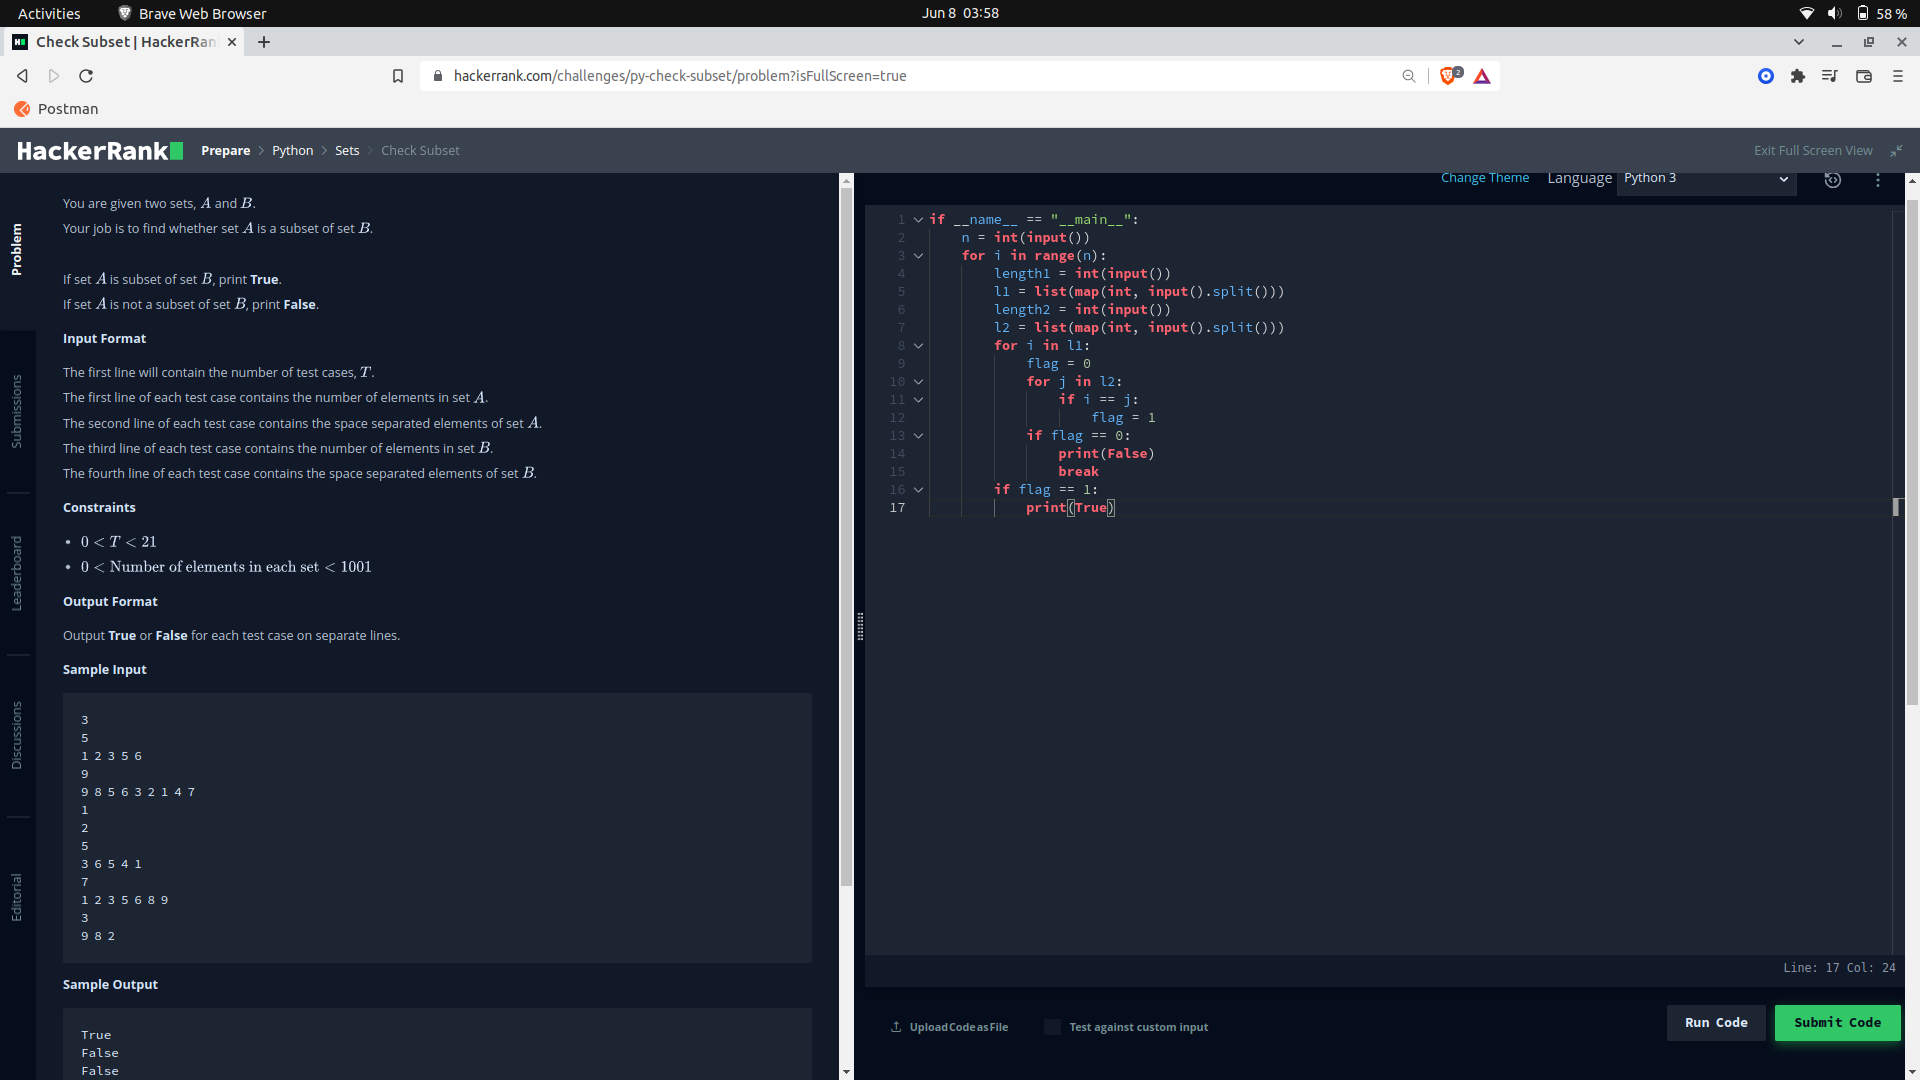 Activities
Brave Web Browser
Jun 8 03:58
58 %
Check Subset | HackerRan
hackerrank.com/challenges/py-check-subset/problem?isFullScreen=true
2
Postman
HackerRank
Prepare > Python > Sets > Check Subset
Exit Full Screen View
Problem
Submissions
Leaderboard
Discussions
Editorial
You are given two sets, A and B.
Your job is to find whether set A is a subset of set B.
If set A is subset of set B, print True.
If set A is not a subset of set B, print False.
Input Format
The first line will contain the number of test cases, T.
The first line of each test case contains the number of elements in set A.
The second line of each test case contains the space separated elements of set A.
The third line of each test case contains the number of elements in set B.
The fourth line of each test case contains the space separated elements of set B.
Constraints
• 0 < T < 21
• 0 < Number of elements in each set < 1001
Output Format
Output True or False for each test case on separate lines.
Sample Input
3
5
1 2 3 5 6
9
9 8 5 6 3 2 1 4 7
1
2
5
3 6 5 4 1
7
1 2 3 5 6 8 9
3
9 8 2
Sample Output
True
False
False
Change Theme
Language
Python 3
1 if __name__ == "__main__":
2     n = int(input())
3     for i in range(n):
4         length1 = int(input())
5         l1 = list(map(int, input().split()))
6         length2 = int(input())
7         l2 = list(map(int, input().split()))
8         for i in l1:
9             flag = 0
10             for j in l2:
11                 if i == j:
12                     flag = 1
13             if flag == 0:
14                 print(False)
15                 break
16         if flag == 1:
17             print(True)
Line: 17 Col: 24
Upload Code as File
Test against custom input
Run Code
Submit Code